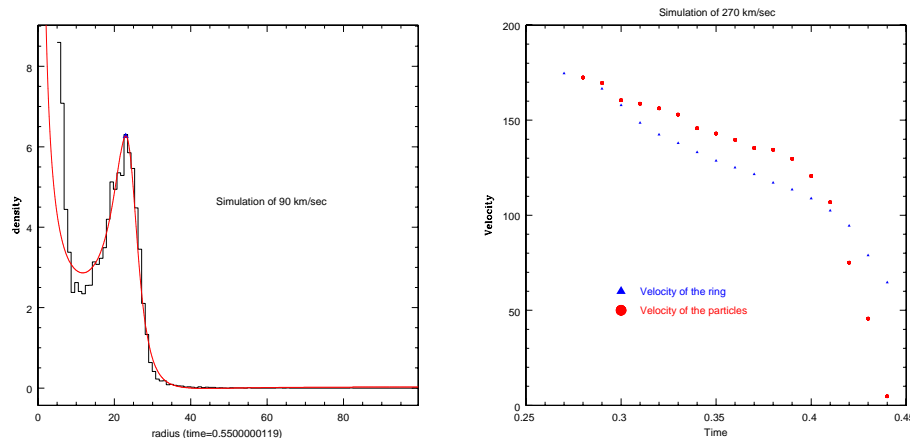 density
8
6
4
2
0
0
20
40
60
80
radius (time=0.5500000119)
Simulation of 90 km/sec
Simulation of 270 km/sec
Velocity
200
150
100
50
0
0.25
0.3
0.35
0.4
0.45
Time
Velocity of the ring
Velocity of the particles